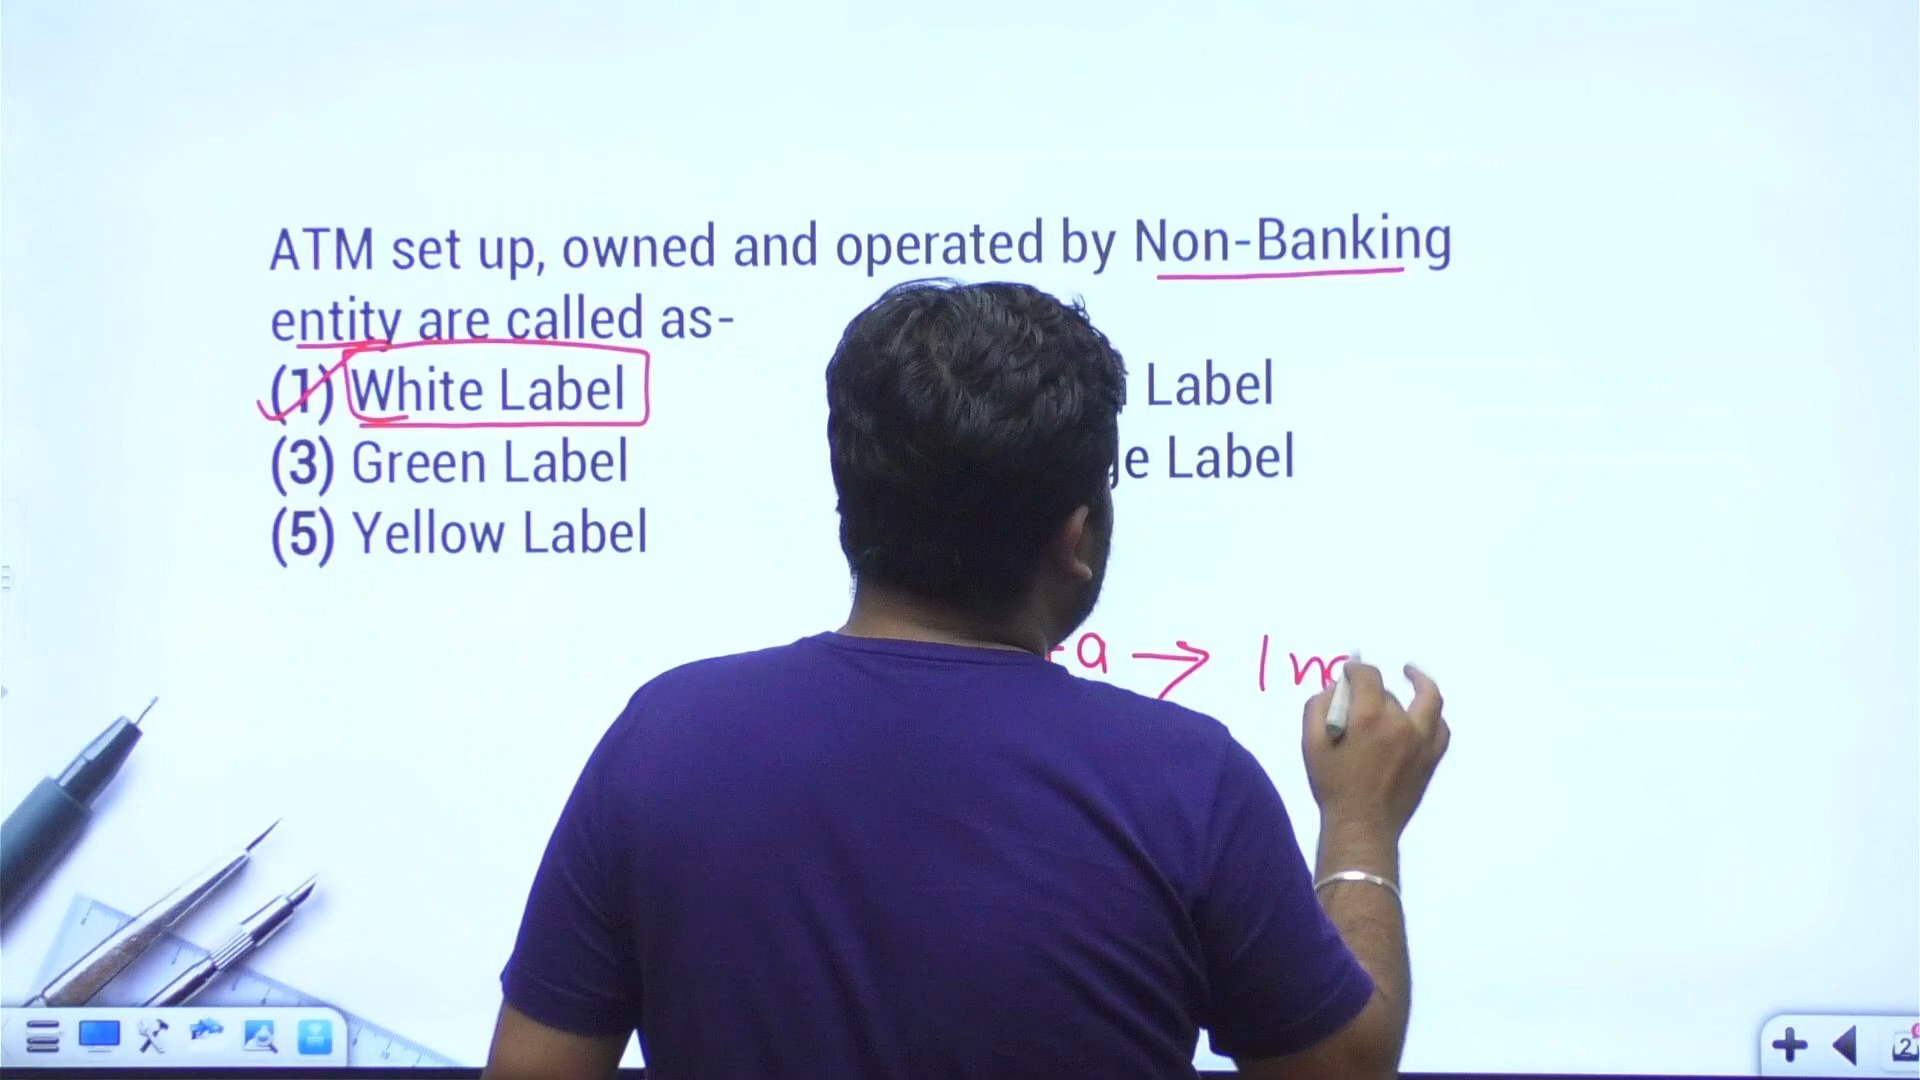 ATM set up, owned and operated by Non-Banking
entity are called as-
(1) White Label
Label
(3) Green Label
Label
(5) Yellow Label